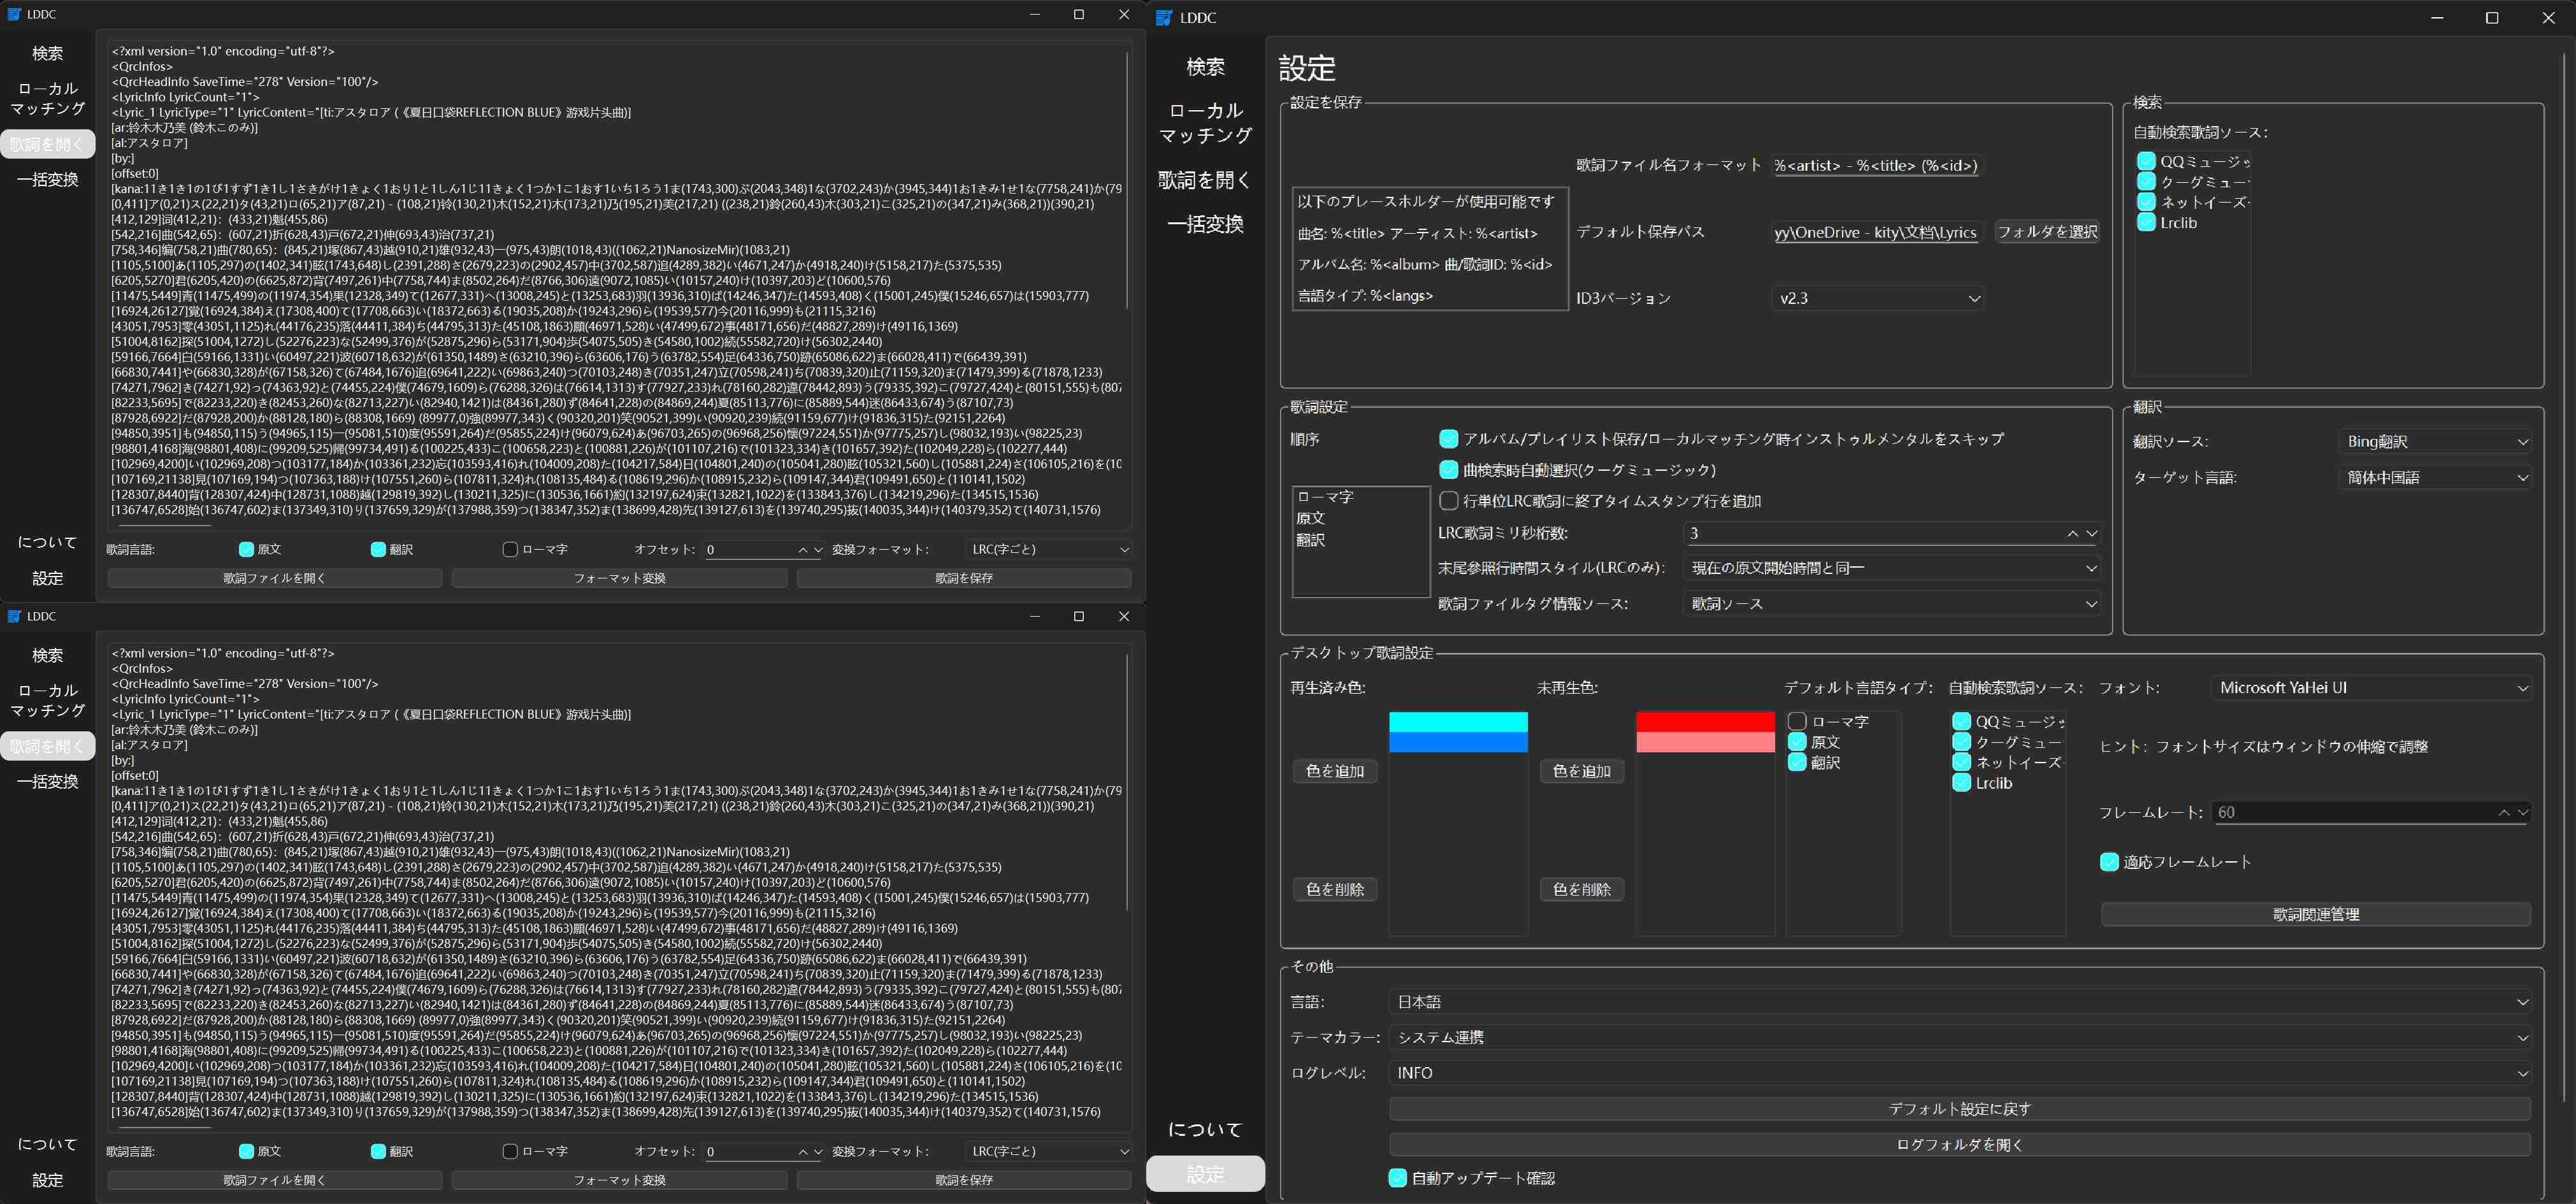 LDDC
検索
ローカル
マッチング
歌詞を開く
一括変換
<?xml version="1.0" encoding="utf-8"?>
<QrcInfos>
<QrcHeadInfo SaveTime="278" Version="100"/>
<LyricInfo LyricCount="1">
<Lyric_1 LyricType="1" LyricContent="[ti:アスタロア (《夏日口袋REFLECTION BLUE》游戏片头曲)]
[ar:铃木木乃美 (鈴木このみ)]
[al:アスタロア]
[by:]
[offset:0]
[kana:11き1き1の1び1すず1き1し1さきがけ1きょく1おり1と1しん1じ11きょく1つか1こ1おす1いち1ろう1ま(1743,300)ぶ(2043,348)1な(3702,243)か(3945,344)1お1きみ1せ1な(7758,241)か(79
[0,411]ア(0,21)ス(22,21)タ(43,21)ロ(65,21)ア(87,21) - (108,21)铃(130,21)木(152,21)木(173,21)乃(195,21)美(217,21) ((238,21)鈴(260,43)木(303,21)こ(325,21)の(347,21)み(368,21))(390,21)
[412,129]词(412,21)：(433,21)魁(455,86)
[542,216]曲(542,65)：(607,21)折(628,43)戸(672,21)伸(693,43)治(737,21)
[758,346]编(758,21)曲(780,65)：(845,21)塚(867,43)越(910,21)雄(932,43)一(975,43)朗(1018,43)((1062,21)NanosizeMir)(1083,21)
[1105,5100]あ(1105,297)の(1402,341)眩(1743,648)し(2391,288)さ(2679,223)の(2902,457)中(3702,587)追(4289,382)い(4671,247)か(4918,240)け(5158,217)た(5375,535)
[6205,5270]君(6205,420)の(6625,872)背(7497,261)中(7758,744)ま(8502,264)だ(8766,306)遠(9072,1085)い(10157,240)け(10397,203)ど(10600,576)
[11475,5449]青(11475,499)の(11974,354)果(12328,349)て(12677,331)へ(13008,245)と(13253,683)羽(13936,310)ば(14246,347)た(14593,408)く(15001,245)僕(15246,657)は(15903,777)
[16924,26127]覚(16924,384)え(17308,400)て(17708,663)い(18372,663)る(19035,208)か(19243,296)ら(19539,577)今(20116,999)も(21115,3216)
[43051,7953]零(43051,1125)れ(44176,235)落(44411,384)ち(44795,313)た(45108,1863)願(46971,528)い(47499,672)事(48171,656)だ(48827,289)け(49116,1369)
[51004,8162]探(51004,1272)し(52276,223)な(52499,376)が(52875,296)ら(53171,904)歩(54075,505)き(54580,1002)続(55582,720)け(56302,2440)
[59166,7664]白(59166,1331)い(60497,221)波(60718,632)が(61350,1489)さ(63210,396)ら(63606,176)う(63782,554)足(64336,750)跡(65086,622)ま(66028,411)で(66439,391)
[66830,7441]や(66830,328)が(67158,326)て(67484,1676)追(69641,222)い(69863,240)つ(70103,248)き(70351,247)立(70598,241)ち(70839,320)止(71159,320)ま(71479,399)る(71878,1233)
[74271,7962]き(74271,92)っ(74363,92)と(74455,224)僕(74679,1609)ら(76288,326)は(76614,1313)す(77927,233)れ(78160,282)違(78442,893)う(79335,392)こ(79727,424)と(80151,555)も(807
[82233,5695]で(82233,220)き(82453,260)な(82713,227)い(82940,1421)は(84361,280)ず(84641,228)の(84869,244)夏(85113,776)に(85889,544)迷(86433,674)う(87107,73)
[87928,6922]だ(87928,200)か(88128,180)ら(88308,1669) (89977,0)強(89977,343)く(90320,201)笑(90521,399)い(90920,239)続(91159,677)け(91836,315)た(92151,2264)
[94850,3951]も(94850,115)う(94965,115)一(95081,510)度(95591,264)だ(95855,224)け(96079,624)あ(96703,265)の(96968,256)懐(97224,551)か(97775,257)し(98032,193)い(98225,23)
[98801,4168]海(98801,408)に(99209,525)帰(99734,491)る(100225,433)こ(100658,223)と(100881,226)が(101107,216)で(101323,334)き(101657,392)た(102049,228)ら(102277,444)
[102969,4200]い(102969,208)つ(103177,184)か(103361,232)忘(103593,416)れ(104009,208)た(104217,584)日(104801,240)の(105041,280)眩(105321,560)し(105881,224)さ(106105,216)を(10
[107169,21138]見(107169,194)つ(107363,188)け(107551,260)ら(107811,324)れ(108135,484)る(108619,296)か(108915,232)ら(109147,344)君(109491,650)と(110141,1502)
[128307,8440]背(128307,424)中(128731,1088)越(129819,392)し(130211,325)に(130536,1661)約(132197,624)束(132821,1022)を(133843,376)し(134219,296)た(134515,1536)
[136747,6528]始(136747,602)ま(137349,310)り(137659,329)が(137988,359)つ(138347,352)ま(138699,428)先(139127,613)を(139740,295)抜(140035,344)け(140379,352)て(140731,1576)
について
設定
歌詞言語: 原文 翻訳 ローマ字 オフセット: 0 変換フォーマット: LRC(字ごと)
歌詞ファイルを開く フォーマット変換 歌詞を保存
LDDC
検索
ローカル
マッチング
歌詞を開く
一括変換
<?xml version="1.0" encoding="utf-8"?>
<QrcInfos>
<QrcHeadInfo SaveTime="278" Version="100"/>
<LyricInfo LyricCount="1">
<Lyric_1 LyricType="1" LyricContent="[ti:アスタロア (《夏日口袋REFLECTION BLUE》游戏片头曲)]
[ar:铃木木乃美 (鈴木このみ)]
[al:アスタロア]
[by:]
[offset:0]
[kana:11き1き1の1び1すず1き1し1さきがけ1きょく1おり1と1しん1じ11きょく1つか1こ1おす1いち1ろう1ま(1743,300)ぶ(2043,348)1な(3702,243)か(3945,344)1お1きみ1せ1な(7758,241)か(79
[0,411]ア(0,21)ス(22,21)タ(43,21)ロ(65,21)ア(87,21) - (108,21)铃(130,21)木(152,21)木(173,21)乃(195,21)美(217,21) ((238,21)鈴(260,43)木(303,21)こ(325,21)の(347,21)み(368,21))(390,21)
[412,129]词(412,21)：(433,21)魁(455,86)
[542,216]曲(542,65)：(607,21)折(628,43)戸(672,21)伸(693,43)治(737,21)
[758,346]编(758,21)曲(780,65)：(845,21)塚(867,43)越(910,21)雄(932,43)一(975,43)朗(1018,43)((1062,21)NanosizeMir)(1083,21)
[1105,5100]あ(1105,297)の(1402,341)眩(1743,648)し(2391,288)さ(2679,223)の(2902,457)中(3702,587)追(4289,382)い(4671,247)か(4918,240)け(5158,217)た(5375,535)
[6205,5270]君(6205,420)の(6625,872)背(7497,261)中(7758,744)ま(8502,264)だ(8766,306)遠(9072,1085)い(10157,240)け(10397,203)ど(10600,576)
[11475,5449]青(11475,499)の(11974,354)果(12328,349)て(12677,331)へ(13008,245)と(13253,683)羽(13936,310)ば(14246,347)た(14593,408)く(15001,245)僕(15246,657)は(15903,777)
[16924,26127]覚(16924,384)え(17308,400)て(17708,663)い(18372,663)る(19035,208)か(19243,296)ら(19539,577)今(20116,999)も(21115,3216)
[43051,7953]零(43051,1125)れ(44176,235)落(44411,384)ち(44795,313)た(45108,1863)願(46971,528)い(47499,672)事(48171,656)だ(48827,289)け(49116,1369)
[51004,8162]探(51004,1272)し(52276,223)な(52499,376)が(52875,296)ら(53171,904)歩(54075,505)き(54580,1002)続(55582,720)け(56302,2440)
[59166,7664]白(59166,1331)い(60497,221)波(60718,632)が(61350,1489)さ(63210,396)ら(63606,176)う(63782,554)足(64336,750)跡(65086,622)ま(66028,411)で(66439,391)
[66830,7441]や(66830,328)が(67158,326)て(67484,1676)追(69641,222)い(69863,240)つ(70103,248)き(70351,247)立(70598,241)ち(70839,320)止(71159,320)ま(71479,399)る(71878,1233)
[74271,7962]き(74271,92)っ(74363,92)と(74455,224)僕(74679,1609)ら(76288,326)は(76614,1313)す(77927,233)れ(78160,282)違(78442,893)う(79335,392)こ(79727,424)と(80151,555)も(807
[82233,5695]で(82233,220)き(82453,260)な(82713,227)い(82940,1421)は(84361,280)ず(84641,228)の(84869,244)夏(85113,776)に(85889,544)迷(86433,674)う(87107,73)
[87928,6922]だ(87928,200)か(88128,180)ら(88308,1669) (89977,0)強(89977,343)く(90320,201)笑(90521,399)い(90920,239)続(91159,677)け(91836,315)た(92151,2264)
[94850,3951]も(94850,115)う(94965,115)一(95081,510)度(95591,264)だ(95855,224)け(96079,624)あ(96703,265)の(96968,256)懐(97224,551)か(97775,257)し(98032,193)い(98225,23)
[98801,4168]海(98801,408)に(99209,525)帰(99734,491)る(100225,433)こ(100658,223)と(100881,226)が(101107,216)で(101323,334)き(101657,392)た(102049,228)ら(102277,444)
[102969,4200]い(102969,208)つ(103177,184)か(103361,232)忘(103593,416)れ(104009,208)た(104217,584)日(104801,240)の(105041,280)眩(105321,560)し(105881,224)さ(106105,216)を(10
[107169,21138]見(107169,194)つ(107363,188)け(107551,260)ら(107811,324)れ(108135,484)る(108619,296)か(108915,232)ら(109147,344)君(109491,650)と(110141,1502)
[128307,8440]背(128307,424)中(128731,1088)越(129819,392)し(130211,325)に(130536,1661)約(132197,624)束(132821,1022)を(133843,376)し(134219,296)た(134515,1536)
[136747,6528]始(136747,602)ま(137349,310)り(137659,329)が(137988,359)つ(138347,352)ま(138699,428)先(139127,613)を(139740,295)抜(140035,344)け(140379,352)て(140731,1576)
について
設定
歌詞言語: 原文 翻訳 ローマ字 オフセット: 0 変換フォーマット: LRC(字ごと)
歌詞ファイルを開く フォーマット変換 歌詞を保存
LDDC
検索
ローカル
マッチング
歌詞を開く
一括変換
について
設定
設定
設定を保存
以下のプレースホルダーが使用可能です
曲名: %<title> アーティスト: %<artist>
アルバム名: %<album> 曲/歌詞ID: %<id>
言語タイプ: %<langs>
歌詞ファイル名フォーマット %<artist> - %<title> (%<id>)
デフォルト保存パス yy\OneDrive - kity\文档\Lyrics フォルダを選択
ID3バージョン v2.3
検索
自動検索歌詞ソース:
QQミュージッ
クーグミュー
ネットイーズ
Lrclib
歌詞設定
順序
ローマ字
原文
翻訳
アルバム/プレイリスト保存/ローカルマッチング時インストゥルメンタルをスキップ
曲検索時自動選択(クーグミュージック)
行単位LRC歌詞に終了タイムスタンプ行を追加
LRC歌詞ミリ秒桁数: 3
末尾参照行時間スタイル(LRCのみ): 現在の原文開始時間と同一
歌詞ファイルタグ情報ソース: 歌詞ソース
翻訳
翻訳ソース: Bing翻訳
ターゲット言語: 簡体中国語
デスクトップ歌詞設定
再生済み色:
色を追加
色を削除
未再生色:
色を追加
色を削除
デフォルト言語タイプ:
ローマ字
原文
翻訳
自動検索歌詞ソース:
QQミュージッ
クーグミュー
ネットイーズ
Lrclib
フォント: Microsoft YaHei UI
ヒント: フォントサイズはウィンドウの伸縮で調整
フレームレート: 60
適応フレームレート
歌詞関連管理
その他
言語: 日本語
テーマカラー: システム連携
ログレベル: INFO
デフォルト設定に戻す
ログフォルダを開く
自動アップデート確認